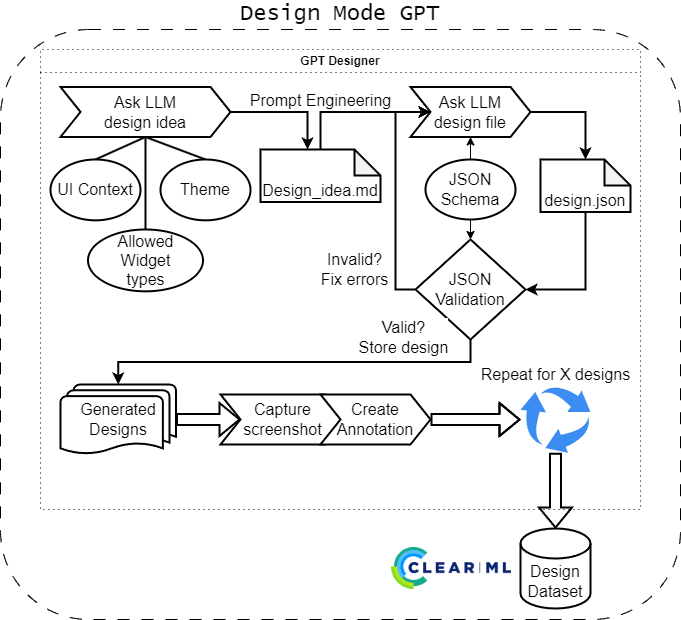 Design Mode GPT
GPT Designer
Ask LLM
design idea
Prompt Engineering
Ask LLM
design file
UI Context
Theme
Allowed
Widget
types
Design_idea.md
JSON
Schema
design.json
Invalid?
Fix errors
JSON
Validation
Valid?
Store design
Generated
Designs
Capture
screenshot
Create
Annotation
Repeat for X designs
CLEAR|ML
Design
Dataset